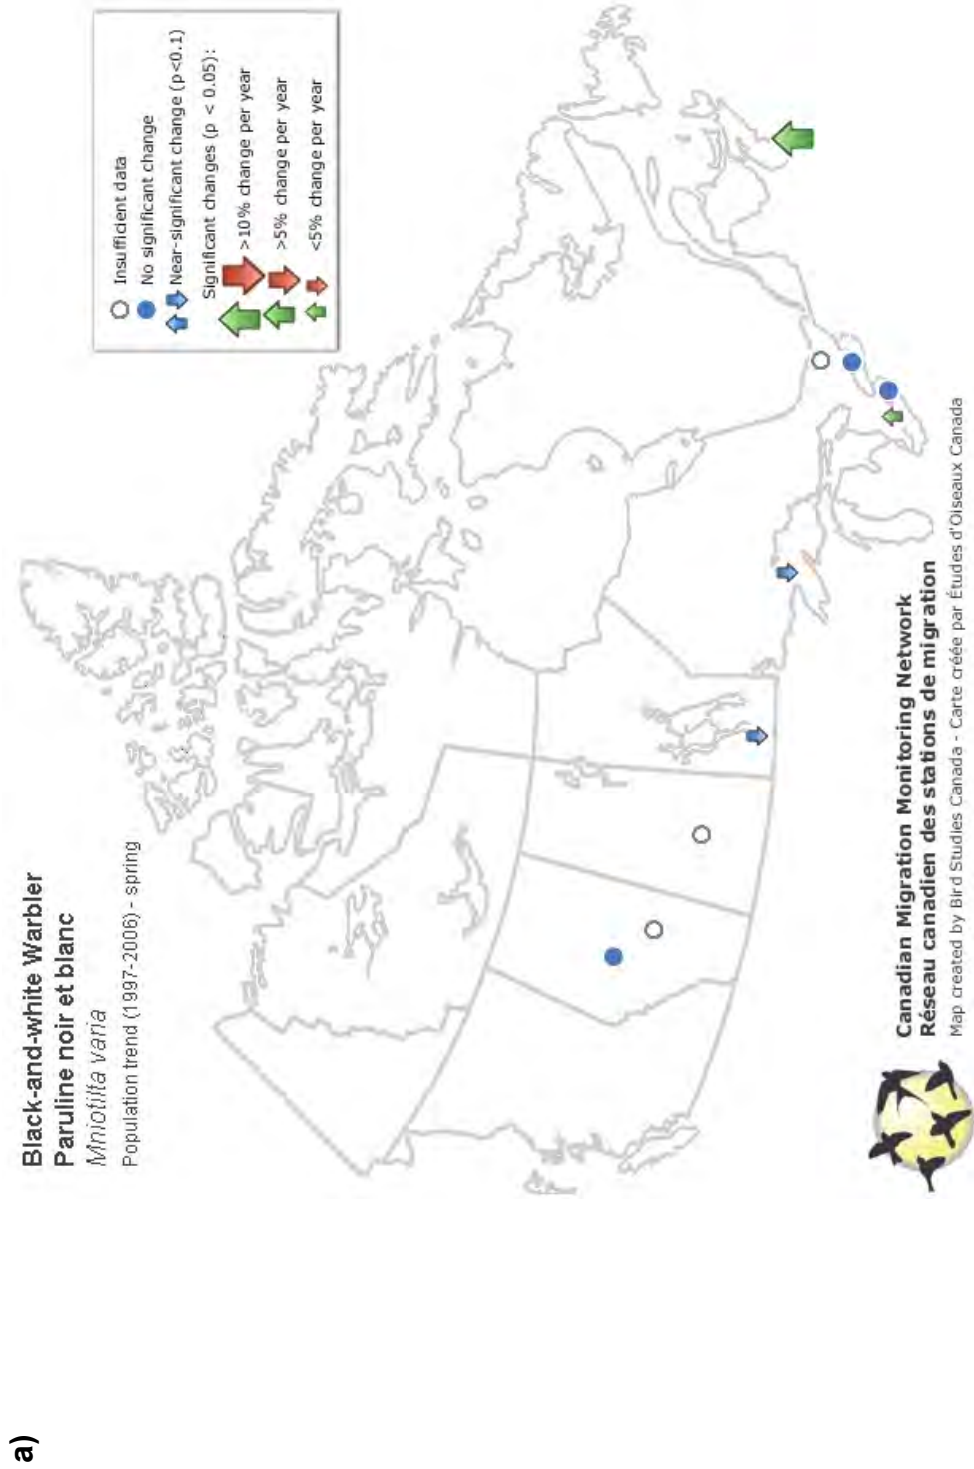 a)
Black-and-white Warbler
Paruline noir et blanc
Mniotilta varia
Population trend (1997-2006) - spring
Insufficient data
No significant change
Near-significant change (p<0.1)
Significant changes (p < 0.05):
>10% change per year
>5% change per year
<5% change per year
Canadian Migration Monitoring Network
Réseau canadien des stations de migration
Map created by Bird Studies Canada - Carte créée par Études d'Oiseaux Canada